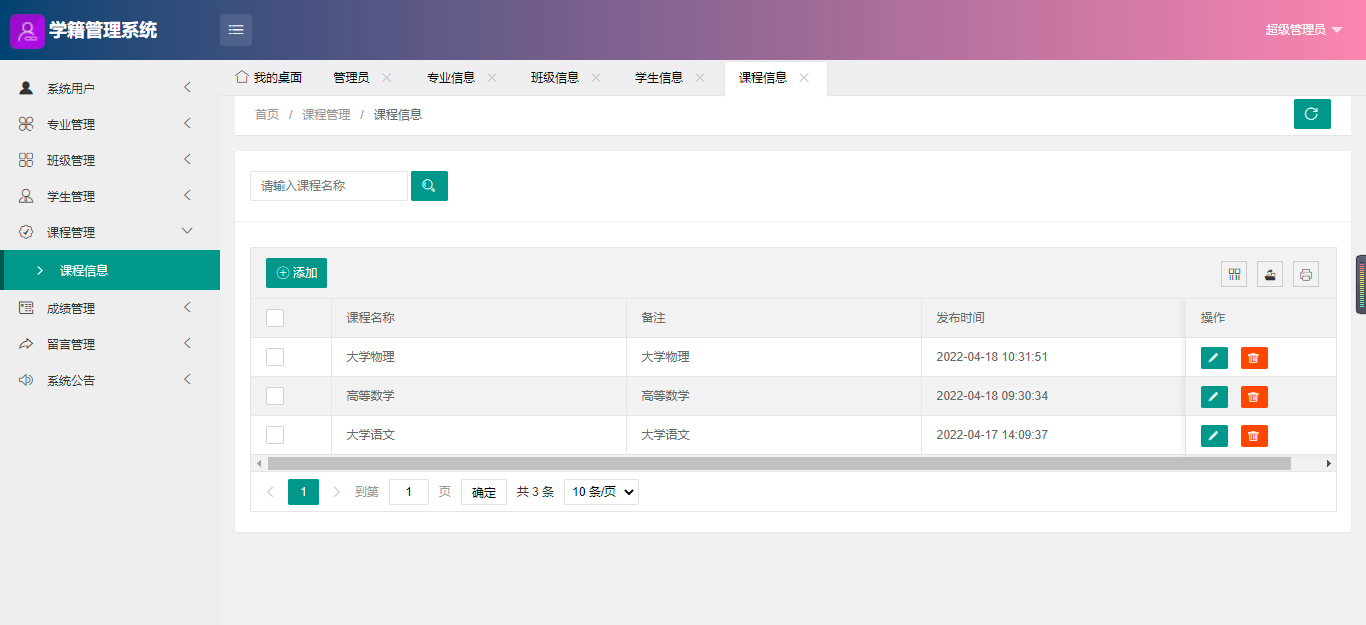 学籍管理系统
超级管理员
系统用户
专业管理
班级管理
学生管理
课程管理
课程信息
成绩管理
留言管理
系统公告
我的桌面 管理员 专业信息 班级信息 学生信息 课程信息
首页 / 课程管理 / 课程信息
请输入课程名称
添加
课程名称 备注 发布时间 操作
大学物理 大学物理 2022-04-18 10:31:51
高等数学 高等数学 2022-04-18 09:30:34
大学语文 大学语文 2022-04-17 14:09:37
1 到第 1 页 确定 共 3 条 10 条/页